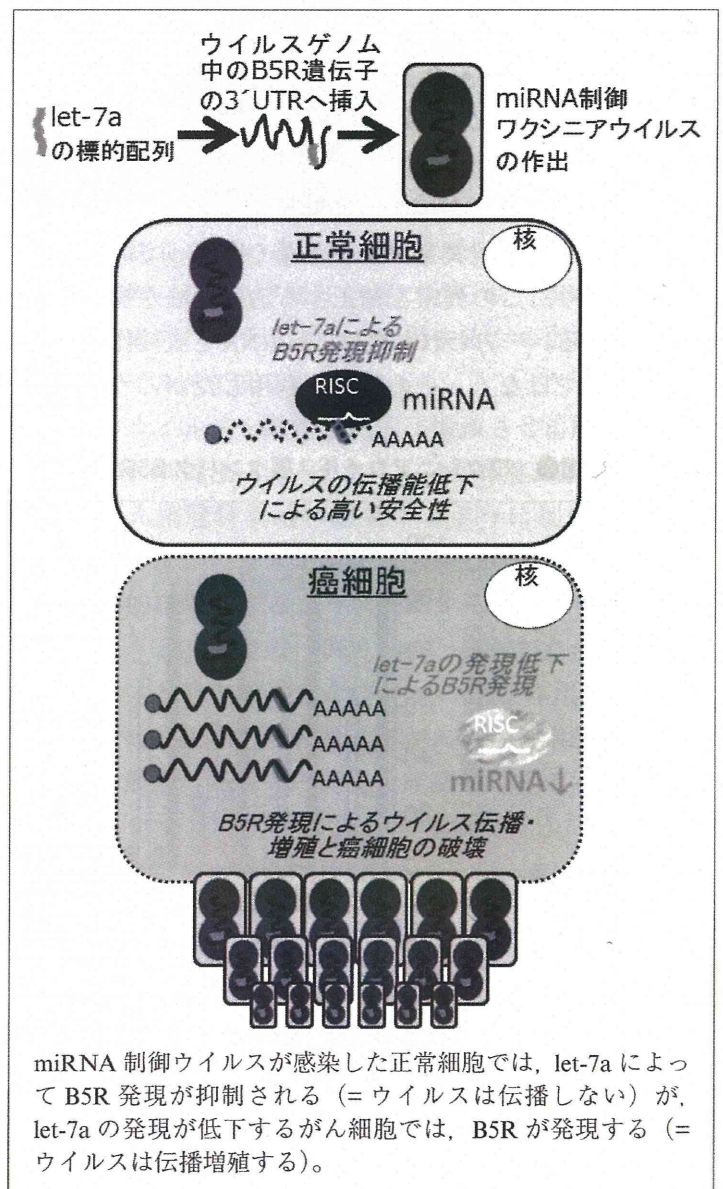 ウイルスゲノム
中のB5R遺伝子
の3´UTRへ挿入
let-7a
の標的配列
miRNA制御
ワクシニアウイルス
の作出
正常細胞
核
let-7aによる
B5R発現抑制
RISC
miRNA
AAAAA
ウイルスの伝播能低下
による高い安全性
癌細胞
核
let-7aの発現低下
によるB5R発現
AAAAA
AAAAA
AAAAA
RISC
miRNA↓
B5R発現によるウイルス伝播・
増殖と癌細胞の破壊
miRNA 制御ウイルスが感染した正常細胞では, let-7a によっ
て B5R 発現が抑制される (= ウイルスは伝播しない) が,
let-7a の発現が低下するがん細胞では, B5R が発現する (=
ウイルスは伝播増殖する)。